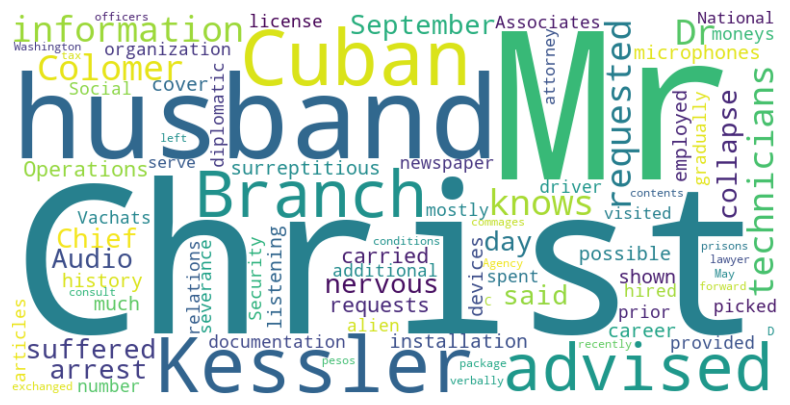 officers
information
license
September
Associates
National
Washington
organization
Cuban
Dr
moneys
tax
Colomer
Mr
requested
microphones
Social
cover
diplomatic
attorney
husband
employed
gradually
technicians
left
Operations
serve
surreptitious
newspaper
collapse
Branch
mostly
knows
driver
contents
Vachats
visited
Christ
commages
Chief
conditions
day
possible
prisons
Audio
relations
severance
Security
listening
carried
devices
lawyer
history
additional
nervous
Agency
spent
shown
May
consult
said
C
hired
prior
forward
articles
much
requests
picked
suffered
alien
career
provided
documentation
installation
D
arrest
Kessler
recently
advised
pesos
package
exchanged
number
verbally